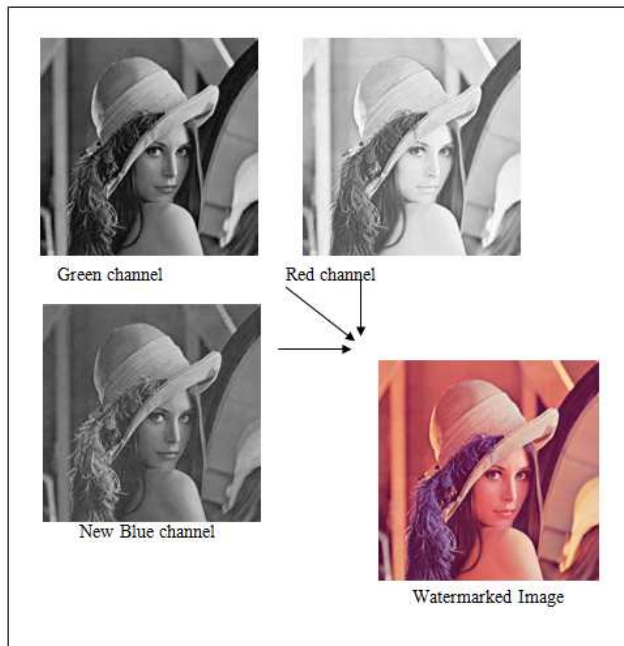 Green channel
Red channel
New Blue channel
Watermarked Image